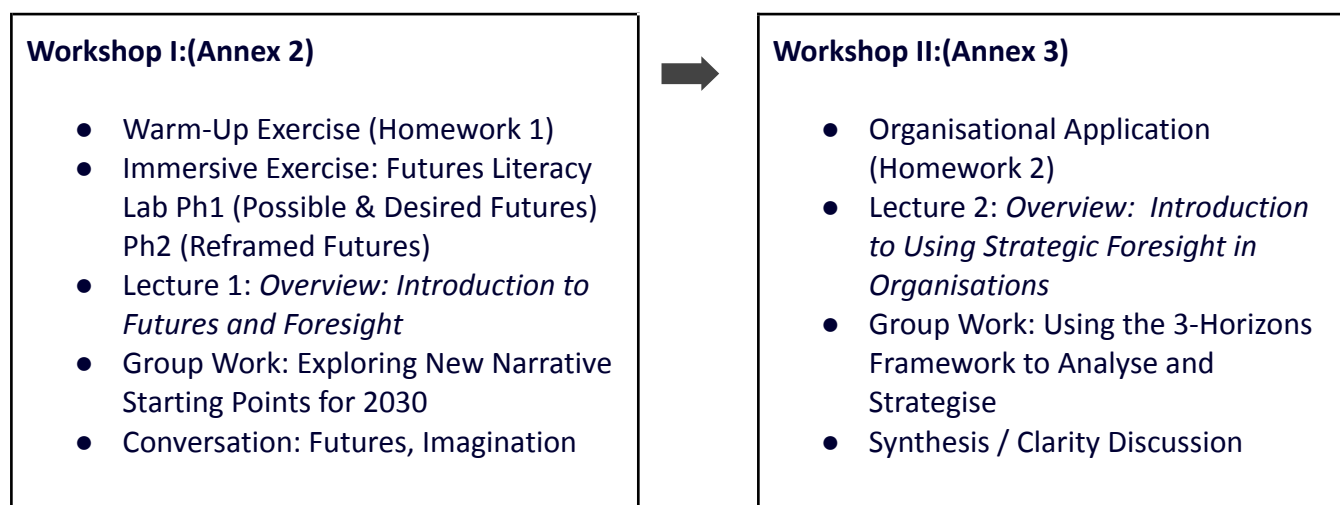 Workshop I:(Annex 2)
● Warm-Up Exercise (Homework 1)
● Immersive Exercise: Futures Literacy
Lab Ph1 (Possible & Desired Futures)
Ph2 (Reframed Futures)
● Lecture 1: Overview: Introduction to
Futures and Foresight
● Group Work: Exploring New Narrative
Starting Points for 2030
● Conversation: Futures, Imagination
Workshop II:(Annex 3)
● Organisational Application
(Homework 2)
● Lecture 2: Overview: Introduction
to Using Strategic Foresight in
Organisations
● Group Work: Using the 3-Horizons
Framework to Analyse and
Strategise
● Synthesis / Clarity Discussion